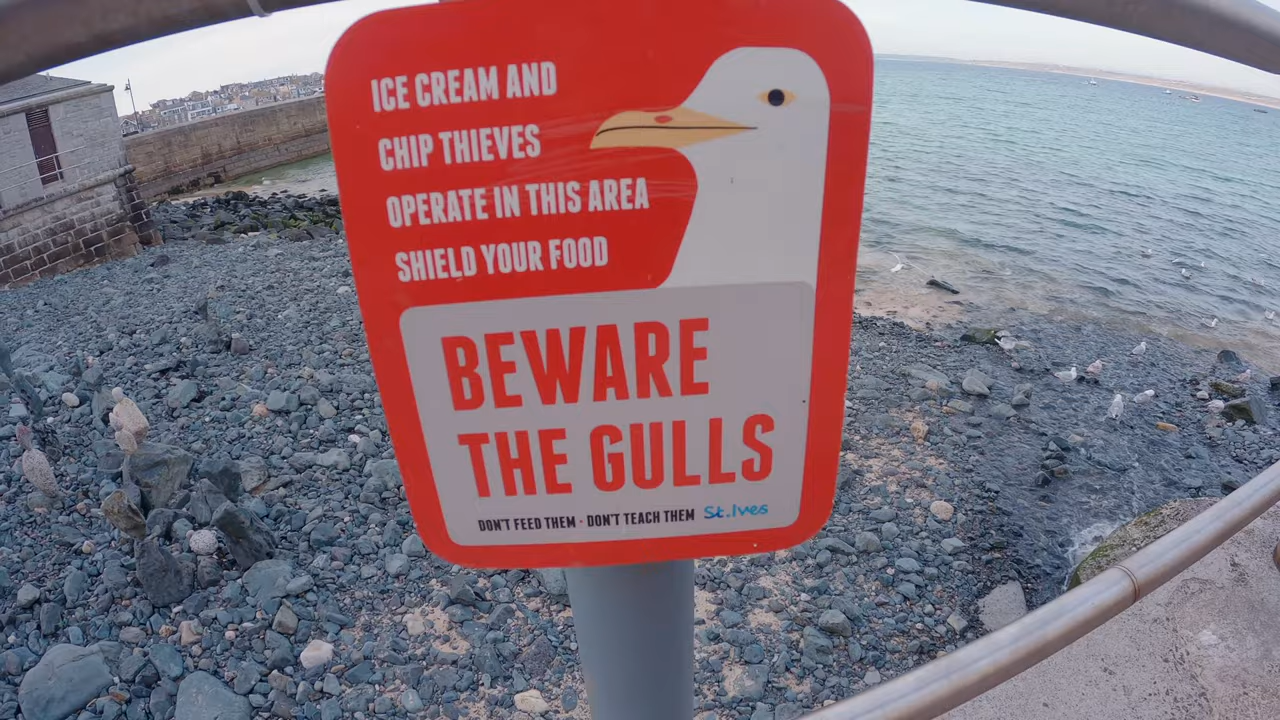 ICE CREAM AND
CHIP THIEVES
OPERATE IN THIS AREA
SHIELD YOUR FOOD
BEWARE
THE GULLS
DON'T FEED THEM · DON'T TEACH THEM St.Ives